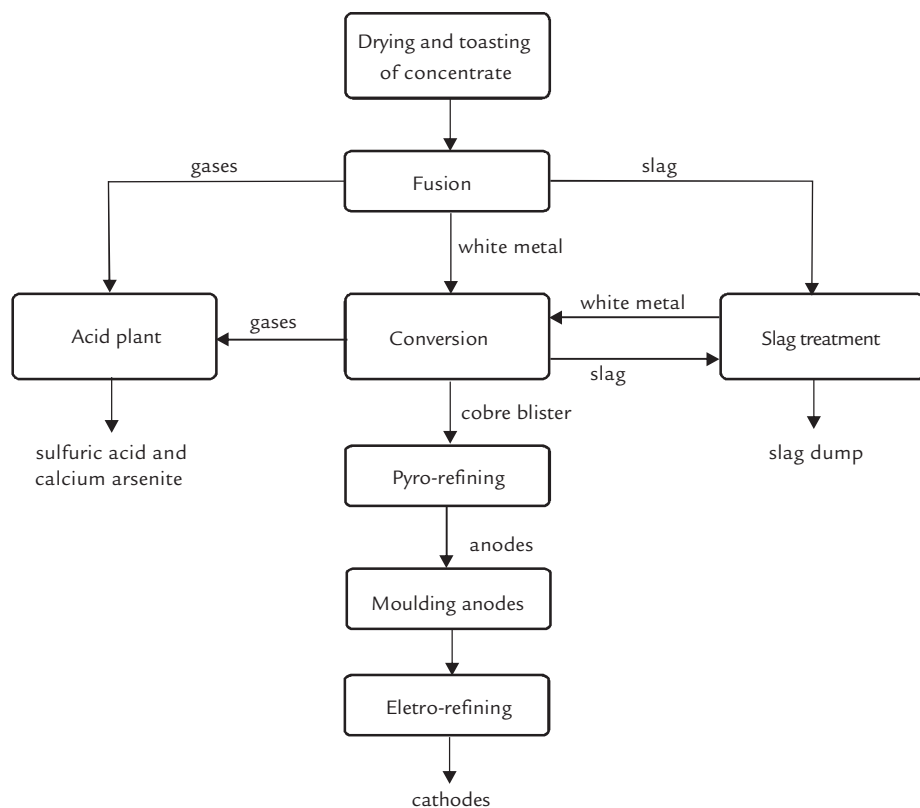 Drying and toasting
of concentrate
gases
slag
Fusion
white metal
white metal
Acid plant
gases
Conversion
Slag treatment
slag
cobre blister
sulfuric acid and
calcium arsenite
slag dump
Pyro-refining
anodes
Moulding anodes
Eletro-refining
cathodes